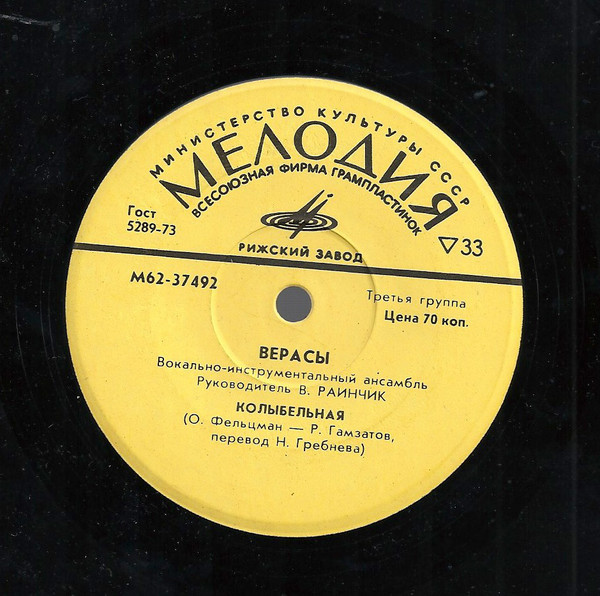 МИНИСТЕРСТВО КУЛЬТУРЫ СССР
МЕЛОДИЯ
ВСЕСОЮЗНАЯ ФИРМА ГРАМПЛАСТИНОК
Гост
5289-73
▽33
РИЖСКИЙ ЗАВОД
М62-37492
Третья группа
Цена 70 коп.
ВЕРАСЫ
Вокально-инструментальный ансамбль
Руководитель В. РАИНЧИК
КОЛЫБЕЛЬНАЯ
(О. Фельцман — Р. Гамзатов,
перевод Н. Гребнева)